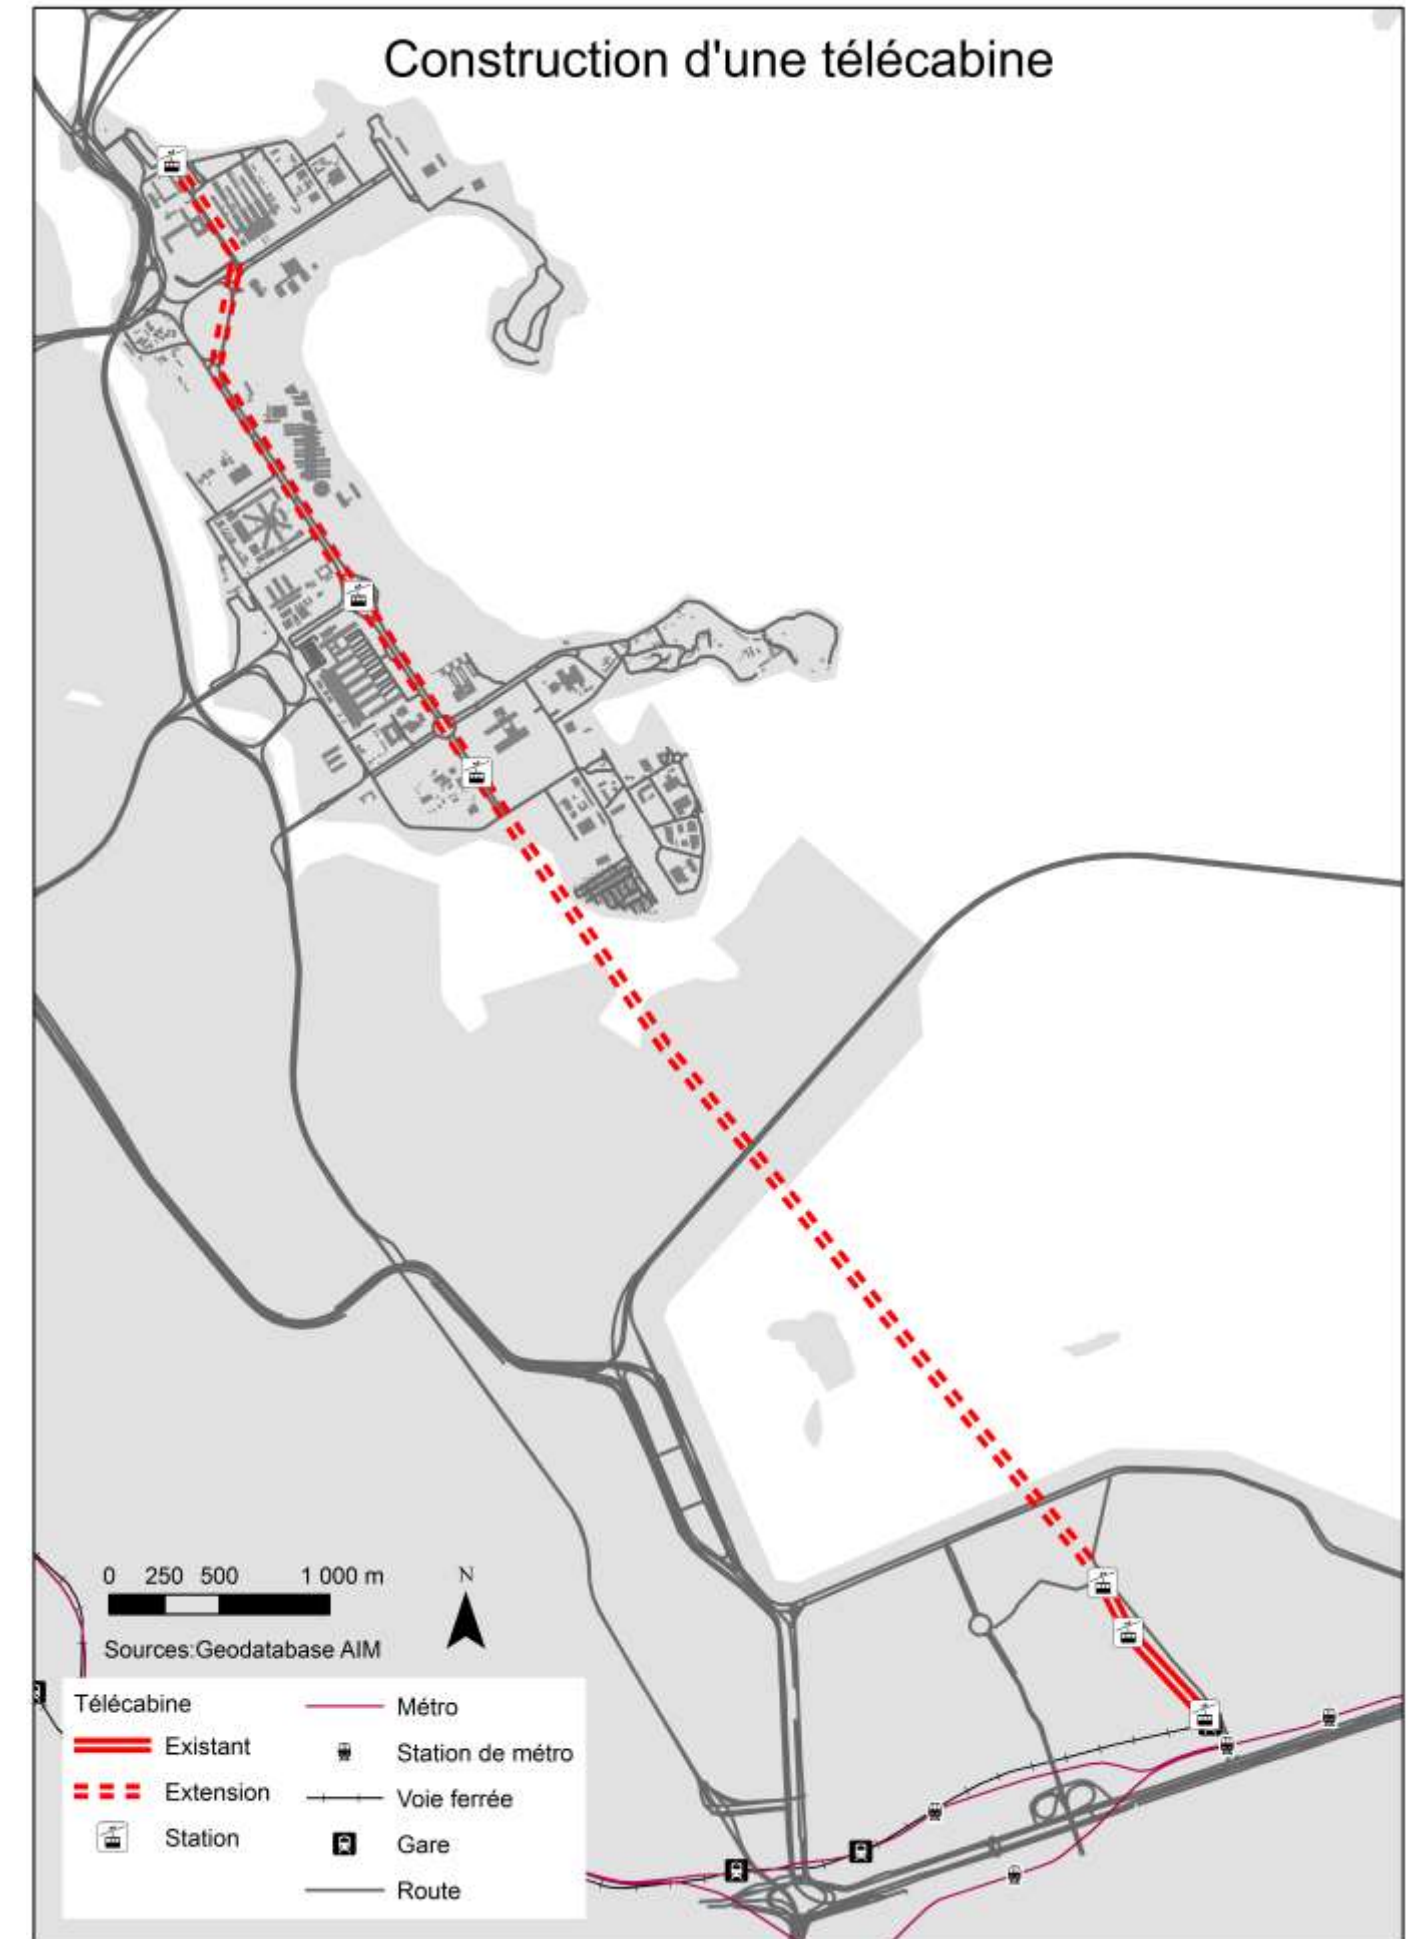 Construction d'une télécabine
0 250 500 1 000 m
N
Sources:Geodatabase AIM
Télécabine
Existant
Extension
Station
Métro
Station de métro
Voie ferrée
Gare
Route